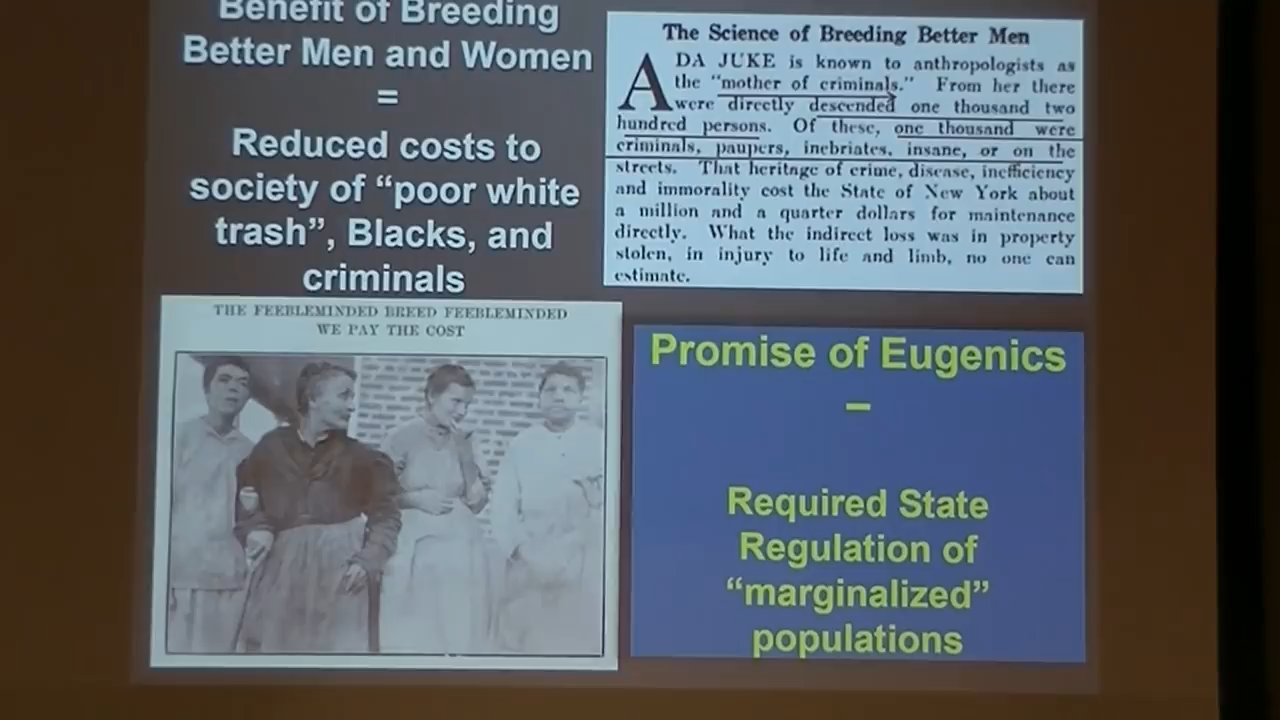 Benefit of Breeding
Better Men and Women
=
Reduced costs to
society of “poor white
trash”, Blacks, and
criminals
The Science of Breeding Better Men
ADA JUKE is known to anthropologists as
the "mother of criminals." From her there
were directly descended one thousand two
hundred persons. Of these, one thousand were
criminals, paupers, inebriates, insane, or on the
streets. That heritage of crime, disease, inefficiency
and immorality cost the State of New York about
a million and a quarter dollars for maintenance
directly. What the indirect loss was in property
stolen, in injury to life and limb, no one can
estimate.
THE FEEBLEMINDED BREED FEEBLEMINDED
WE PAY THE COST
Promise of Eugenics
–
Required State
Regulation of
“marginalized”
populations